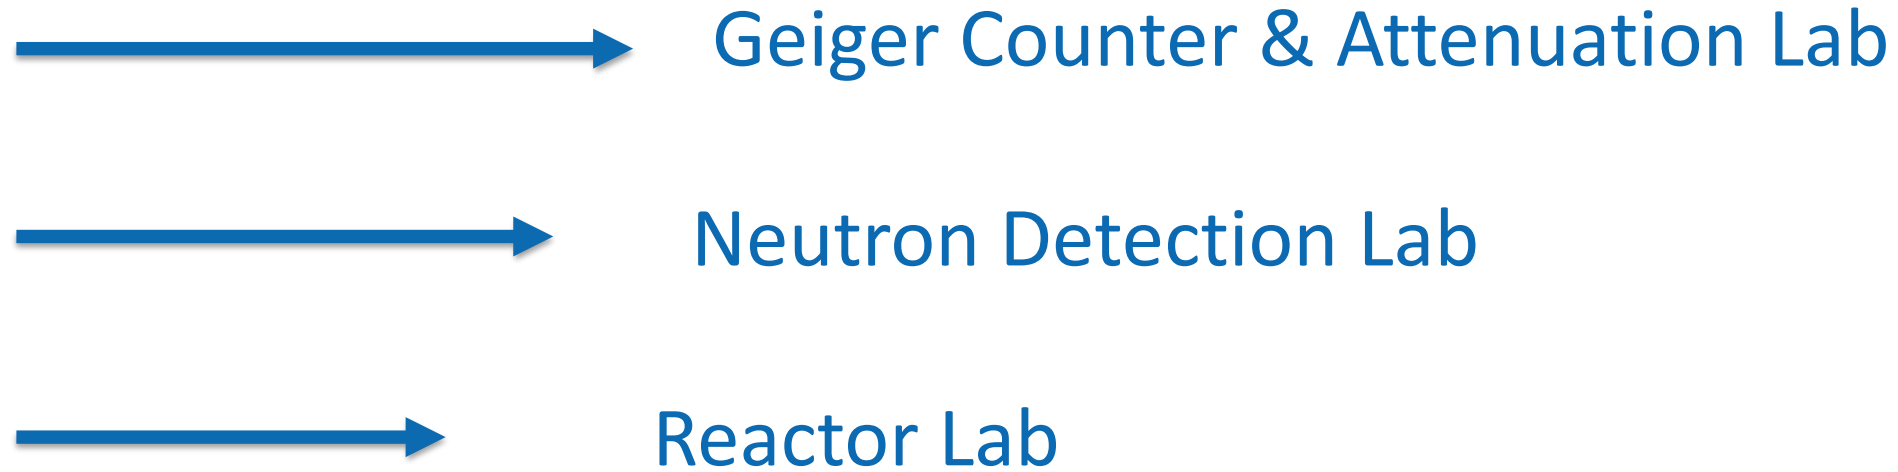 Geiger Counter & Attenuation Lab
Neutron Detection Lab
Reactor Lab